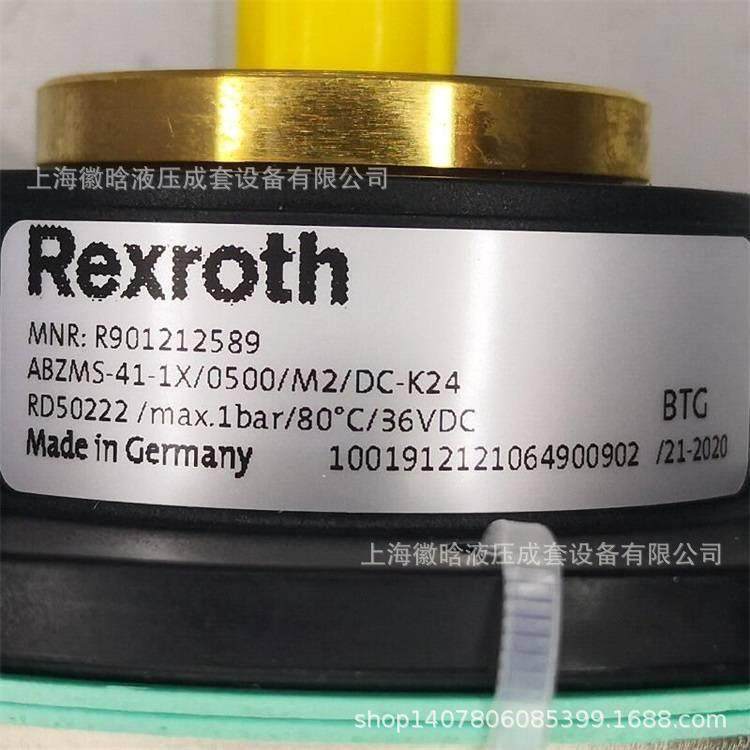 上海徽晗液压成套设备有限公司
Rexroth
MNR: R901212589
ABZMS-41-1X/0500/M2/DC-K24
RD50222 /max.1bar/80°C/36VDC
BTG
Made in Germany
1001912121064900902 /21-2020
上海徽晗液压成套设备有限公司
shop1407806085399.1688.com